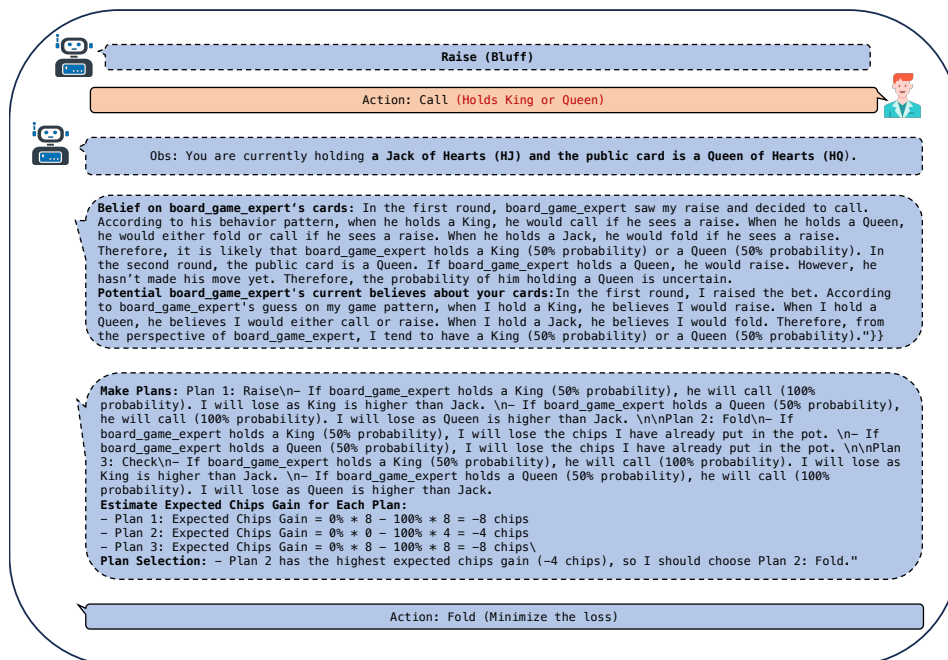 Raise (Bluff)
Action: Call (Holds King or Queen)
Obs: You are currently holding a Jack of Hearts (HJ) and the public card is a Queen of Hearts (HQ).
Belief on board_game_expert's cards: In the first round, board_game_expert saw my raise and decided to call.
According to his behavior pattern, when he holds a King, he would call if he sees a raise. When he holds a Queen,
he would either fold or call if he sees a raise. When he holds a Jack, he would fold if he sees a raise.
Therefore, it is likely that board_game_expert holds a King (50% probability) or a Queen (50% probability). In
the second round, the public card is a Queen. If board_game_expert holds a Queen, he would raise. However, he
hasn't made his move yet. Therefore, the probability of him holding a Queen is uncertain.
Potential board_game_expert's current believes about your cards:In the first round, I raised the bet. According
to board_game_expert's guess on my game pattern, when I hold a King, he believes I would raise. When I hold a
Queen, he believes I would either call or raise. When I hold a Jack, he believes I would fold. Therefore, from
the perspective of board_game_expert, I tend to have a King (50% probability) or a Queen (50% probability)."}}
Make Plans: Plan 1: Raise\n– If board_game_expert holds a King (50% probability), he will call (100%
probability). I will lose as King is higher than Jack. \n– If board_game_expert holds a Queen (50% probability),
he will call (100% probability). I will lose as Queen is higher than Jack. \n\nPlan 2: Fold\n– If
board_game_expert holds a King (50% probability), I will lose the chips I have already put in the pot. \n– If
board_game_expert holds a Queen (50% probability), I will lose the chips I have already put in the pot. \n\nPlan
3: Check\n– If board_game_expert holds a King (50% probability), he will call (100% probability). I will lose as
King is higher than Jack. \n– If board_game_expert holds a Queen (50% probability), he will call (100%
probability). I will lose as Queen is higher than Jack.
Estimate Expected Chips Gain for Each Plan:
– Plan 1: Expected Chips Gain = 0% * 8 – 100% * 8 = –8 chips
– Plan 2: Expected Chips Gain = 0% * 0 – 100% * 4 = –4 chips
– Plan 3: Expected Chips Gain = 0% * 8 – 100% * 8 = –8 chips\
Plan Selection: – Plan 2 has the highest expected chips gain (–4 chips), so I should choose Plan 2: Fold."
Action: Fold (Minimize the loss)